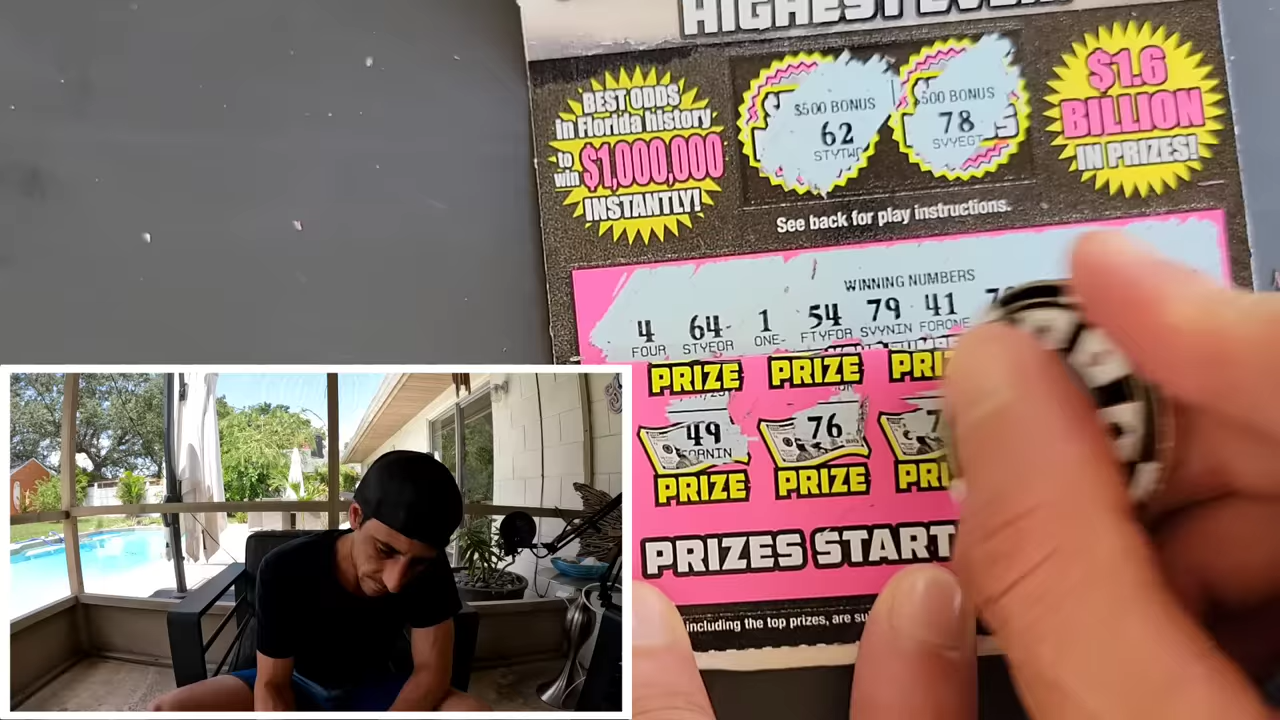 HIGHEST EVER
BEST ODDS
in Florida history
to win $1,000,000
INSTANTLY!
$500 BONUS
62
STYTWO
$500 BONUS
78
SVYEGT
$1.6
BILLION
IN PRIZES!
See back for play instructions.
WINNING NUMBERS
4 64 1 54 79 41
FOUR STYFOR ONE FTYFOR SVYNIN FORONE
PRIZE PRIZE
49 76
FORNIN
PRIZE PRIZE
PRIZES START
including the top prizes, are